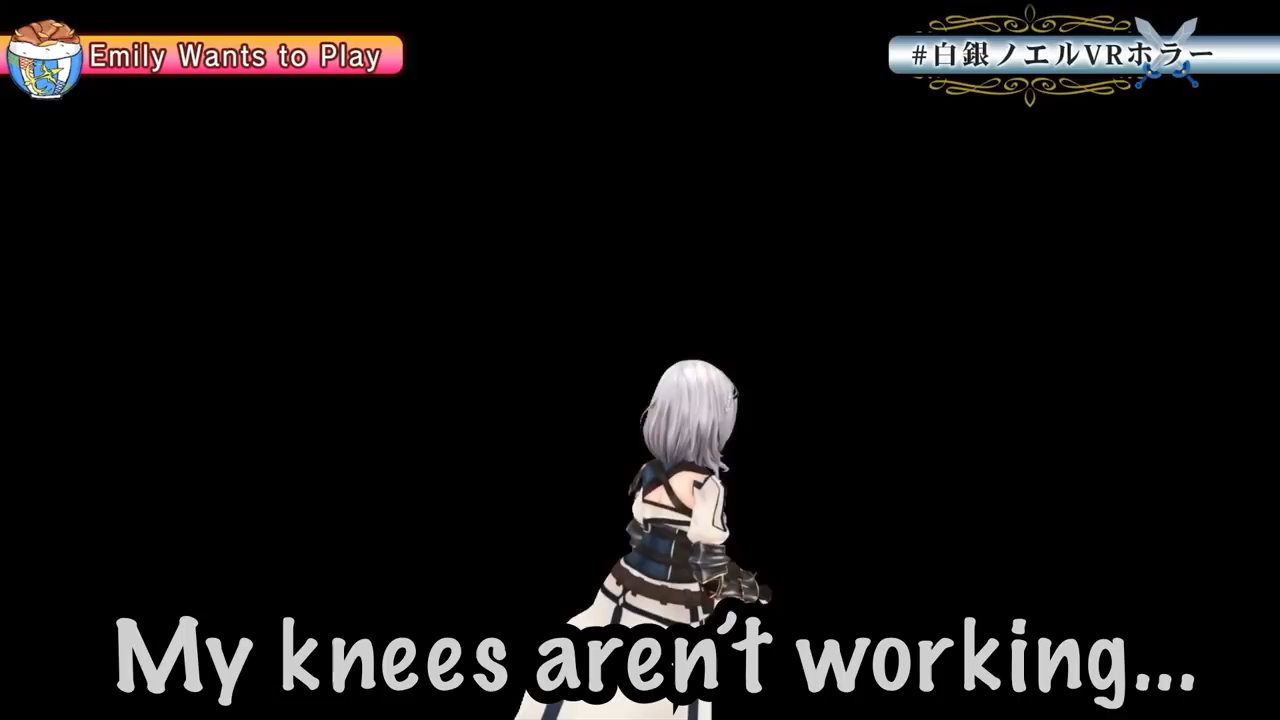 Emily Wants to Play
#白銀ノエルVRホラー
My knees aren't working...